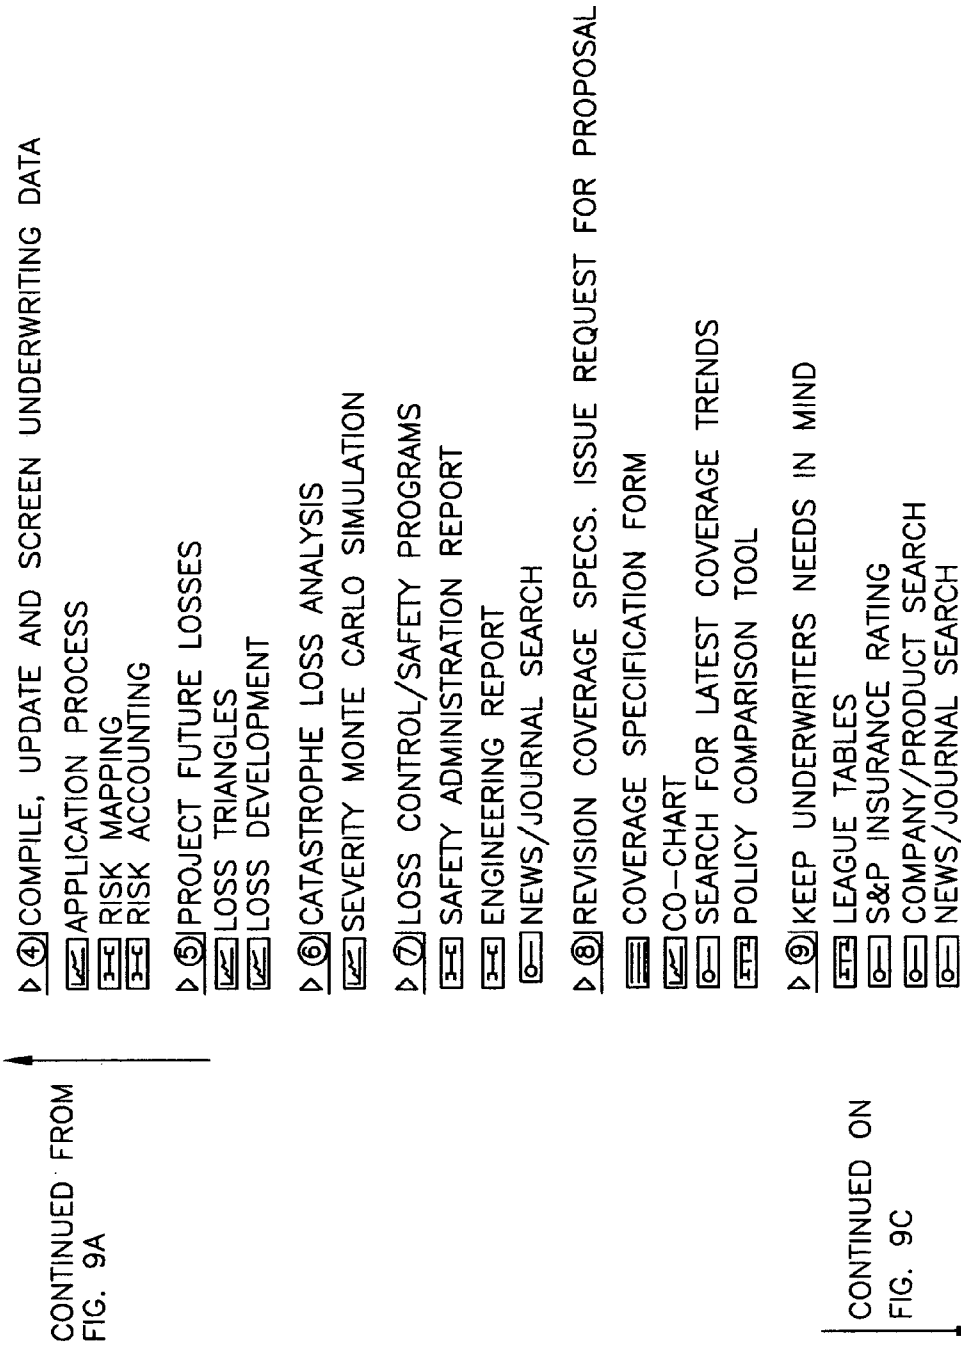 CONTINUED FROM
FIG. 9A
④ COMPILE, UPDATE AND SCREEN UNDERWRITING DATA
APPLICATION PROCESS
RISK MAPPING
RISK ACCOUNTING
⑤ PROJECT FUTURE LOSSES
LOSS TRIANGLES
LOSS DEVELOPMENT
⑥ CATASTROPHE LOSS ANALYSIS
SEVERITY MONTE CARLO SIMULATION
⑦ LOSS CONTROL/SAFETY PROGRAMS
SAFETY ADMINISTRATION REPORT
ENGINEERING REPORT
NEWS/JOURNAL SEARCH
⑧ REVISION COVERAGE SPECS. ISSUE REQUEST FOR PROPOSAL
COVERAGE SPECIFICATION FORM
CO-CHART
SEARCH FOR LATEST COVERAGE TRENDS
POLICY COMPARISON TOOL
⑨ KEEP UNDERWRITERS NEEDS IN MIND
LEAGUE TABLES
S&P INSURANCE RATING
COMPANY/PRODUCT SEARCH
NEWS/JOURNAL SEARCH
CONTINUED ON
FIG. 9C